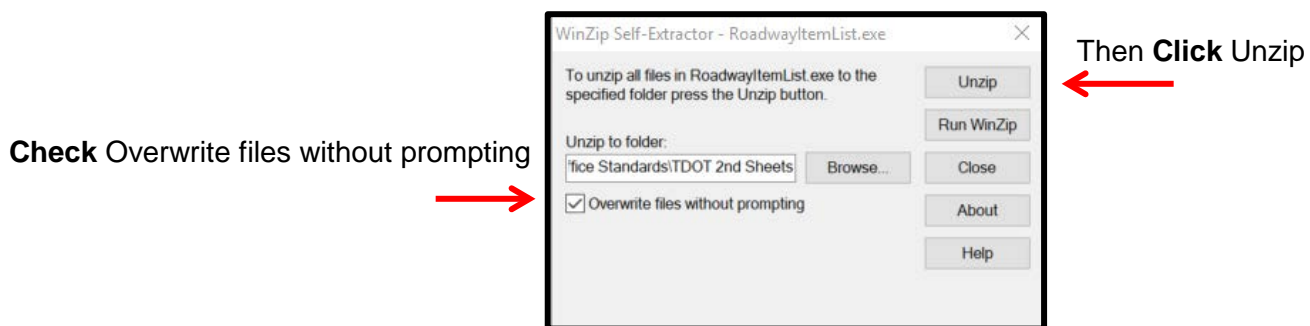 WinZip Self-Extractor - RoadwayItemList.exe
Then Click Unzip
To unzip all files in RoadwayItemList.exe to the
specified folder press the Unzip button.
Unzip
Run WinZip
Check Overwrite files without prompting
Unzip to folder:
fice Standards\TDOT 2nd Sheets
Browse...
Close
Overwrite files without prompting
About
Help